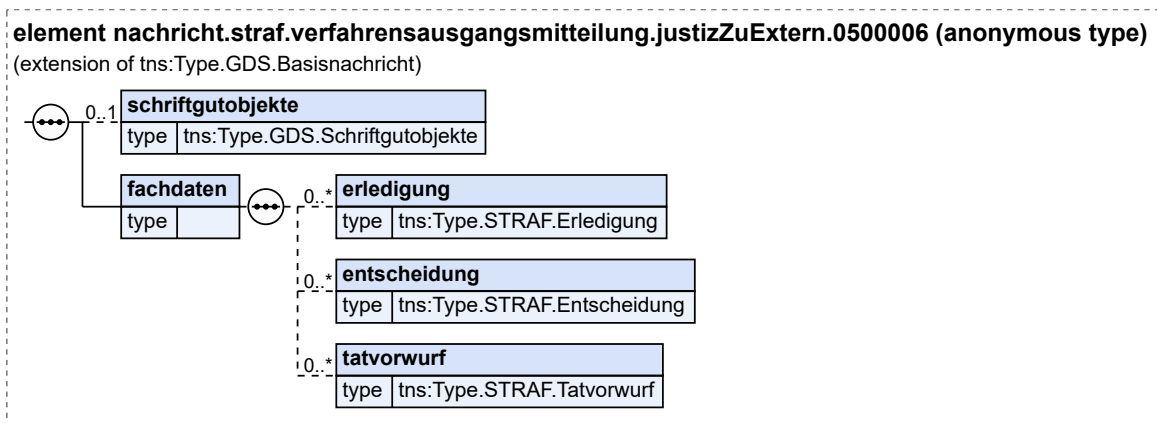 element nachricht.straf.verfahrensausgangsmitteilung.justizZuExtern.0500006 (anonymous type)
(extension of tns:Type.GDS.Basisnachricht)
0..1
schriftgutobjekte
type tns:Type.GDS.Schriftgutobjekte
fachdaten
type
0..*
erledigung
type tns:Type.STRAF.Erledigung
0..*
entscheidung
type tns:Type.STRAF.Entscheidung
0..*
tatvorwurf
type tns:Type.STRAF.Tatvorwurf